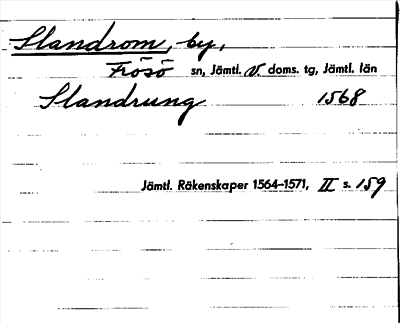 Slandrom, by,
Frösö sn, Jämtl. V. doms. tg, Jämtl. län
Slandrung 1568
Jämtl. Räkenskaper 1564–1571, II s. 159